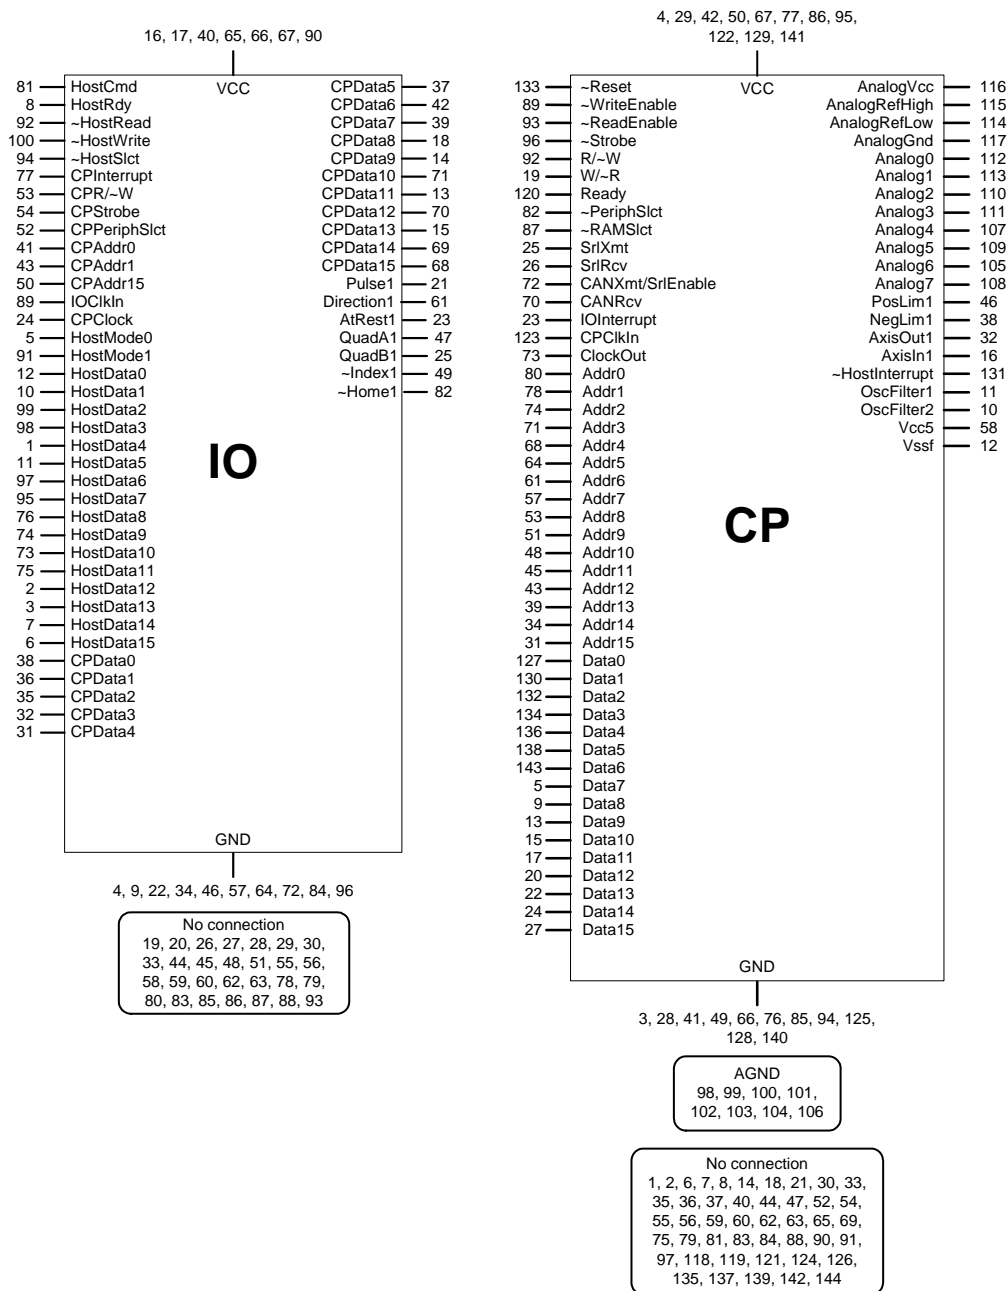 16, 17, 40, 65, 66, 67, 90
VCC
81 HostCmd
8 HostRdy
92 ~HostRead
100 ~HostWrite
94 ~HostSlct
77 CPInterrupt
53 CPR/~W
54 CPStrobe
52 CPPeriphSlct
41 CPAddr0
43 CPAddr1
50 CPAddr15
89 IOClkIn
24 CPClock
5 HostMode0
91 HostMode1
12 HostData0
10 HostData1
99 HostData2
98 HostData3
1 HostData4
11 HostData5
97 HostData6
95 HostData7
76 HostData8
74 HostData9
73 HostData10
75 HostData11
2 HostData12
3 HostData13
7 HostData14
6 HostData15
38 CPData0
36 CPData1
35 CPData2
32 CPData3
31 CPData4
CPData5 37
CPData6 42
CPData7 39
CPData8 18
CPData9 14
CPData10 71
CPData11 13
CPData12 70
CPData13 15
CPData14 69
CPData15 68
Pulse1 21
Direction1 61
AtRest1 23
QuadA1 47
QuadB1 25
~Index1 49
~Home1 82
IO
GND
4, 9, 22, 34, 46, 57, 64, 72, 84, 96
No connection
19, 20, 26, 27, 28, 29, 30,
33, 44, 45, 48, 51, 55, 56,
58, 59, 60, 62, 63, 78, 79,
80, 83, 85, 86, 87, 88, 93
4, 29, 42, 50, 67, 77, 86, 95,
122, 129, 141
VCC
133 ~Reset
89 ~WriteEnable
93 ~ReadEnable
96 ~Strobe
92 R/~W
19 W/~R
120 Ready
82 ~PeriphSlct
87 ~RAMSlct
25 SrlXmt
26 SrlRcv
72 CANXmt/SrlEnable
70 CANRcv
23 IOInterrupt
123 CPClkIn
73 ClockOut
80 Addr0
78 Addr1
74 Addr2
71 Addr3
68 Addr4
64 Addr5
61 Addr6
57 Addr7
53 Addr8
51 Addr9
48 Addr10
45 Addr11
43 Addr12
39 Addr13
34 Addr14
31 Addr15
127 Data0
130 Data1
132 Data2
134 Data3
136 Data4
138 Data5
143 Data6
5 Data7
9 Data8
13 Data9
15 Data10
17 Data11
20 Data12
22 Data13
24 Data14
27 Data15
AnalogVcc 116
AnalogRefHigh 115
AnalogRefLow 114
AnalogGnd 117
Analog0 112
Analog1 113
Analog2 110
Analog3 111
Analog4 107
Analog5 109
Analog6 105
Analog7 108
PosLim1 46
NegLim1 38
AxisOut1 32
AxisIn1 16
~HostInterrupt 131
OscFilter1 11
OscFilter2 10
Vcc5 58
Vssf 12
CP
GND
3, 28, 41, 49, 66, 76, 85, 94, 125,
128, 140
AGND
98, 99, 100, 101,
102, 103, 104, 106
No connection
1, 2, 6, 7, 8, 14, 18, 21, 30, 33,
35, 36, 37, 40, 44, 47, 52, 54,
55, 56, 59, 60, 62, 63, 65, 69,
75, 79, 81, 83, 84, 88, 90, 91,
97, 118, 119, 121, 124, 126,
135, 137, 139, 142, 144